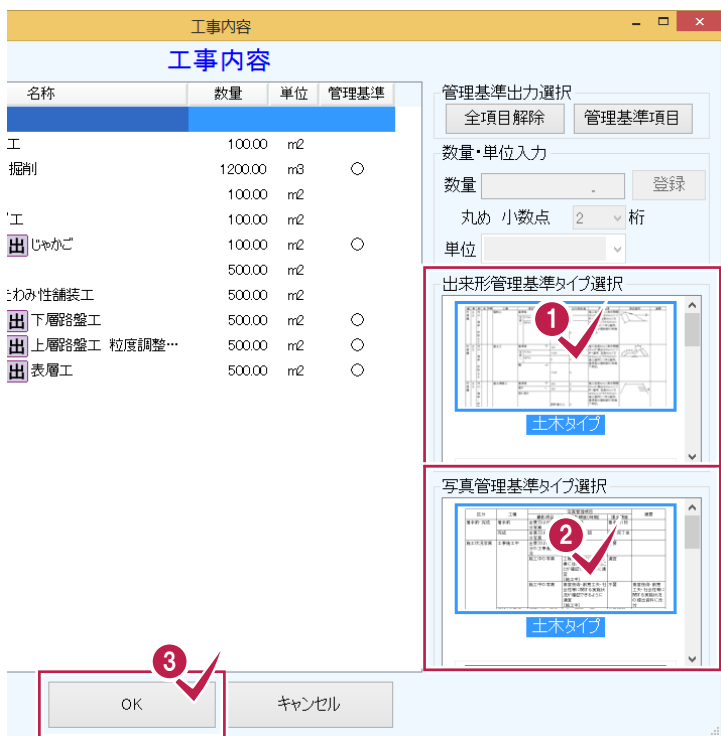 工事内容
工事内容
名称 数量 単位 管理基準
工 100.00 m2
掘削 1200.00 m3 ○
100.00 m2
工 100.00 m2
出 じゃかご 100.00 m2 ○
500.00 m2
たわみ性舗装工 500.00 m2
出 下層路盤工 500.00 m2 ○
出 上層路盤工 粒度調整… 500.00 m2 ○
出 表層工 500.00 m2 ○
管理基準出力選択
全項目解除 管理基準項目
数量・単位入力
数量 . 登録
丸め 小数点 2 桁
単位
出来形管理基準タイプ選択
1
土木タイプ
写真管理基準タイプ選択
2
土木タイプ
3
OK キャンセル